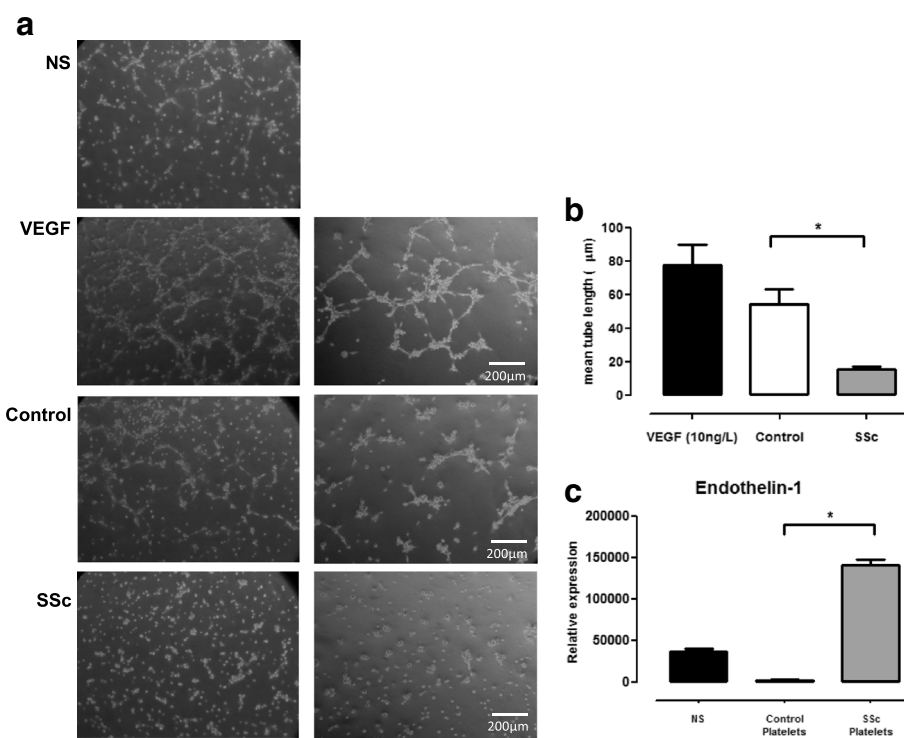 a
NS
VEGF
200μm
Control
200μm
SSc
200μm
b
*
mean tube length ( μm)
100
80
60
40
20
0
VEGF (10ng/L) Control SSc
c
Endothelin-1
*
Relative expression
200000
150000
100000
50000
0
NS Control Platelets SSc Platelets